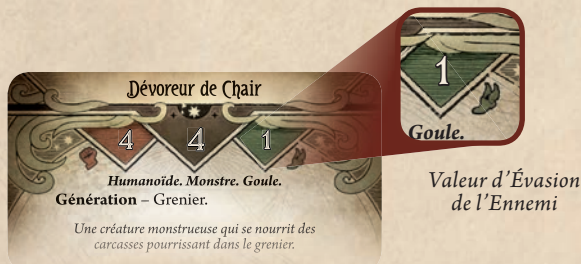 Dévoreur de Chair
4 4 1
Humanoïde. Monstre. Goule.
Génération – Grenier.
Une créature monstrueuse qui se nourrit des
carcasses pourrissant dans le grenier.
1
Goule.
Valeur d'Évasion
de l'Ennemi